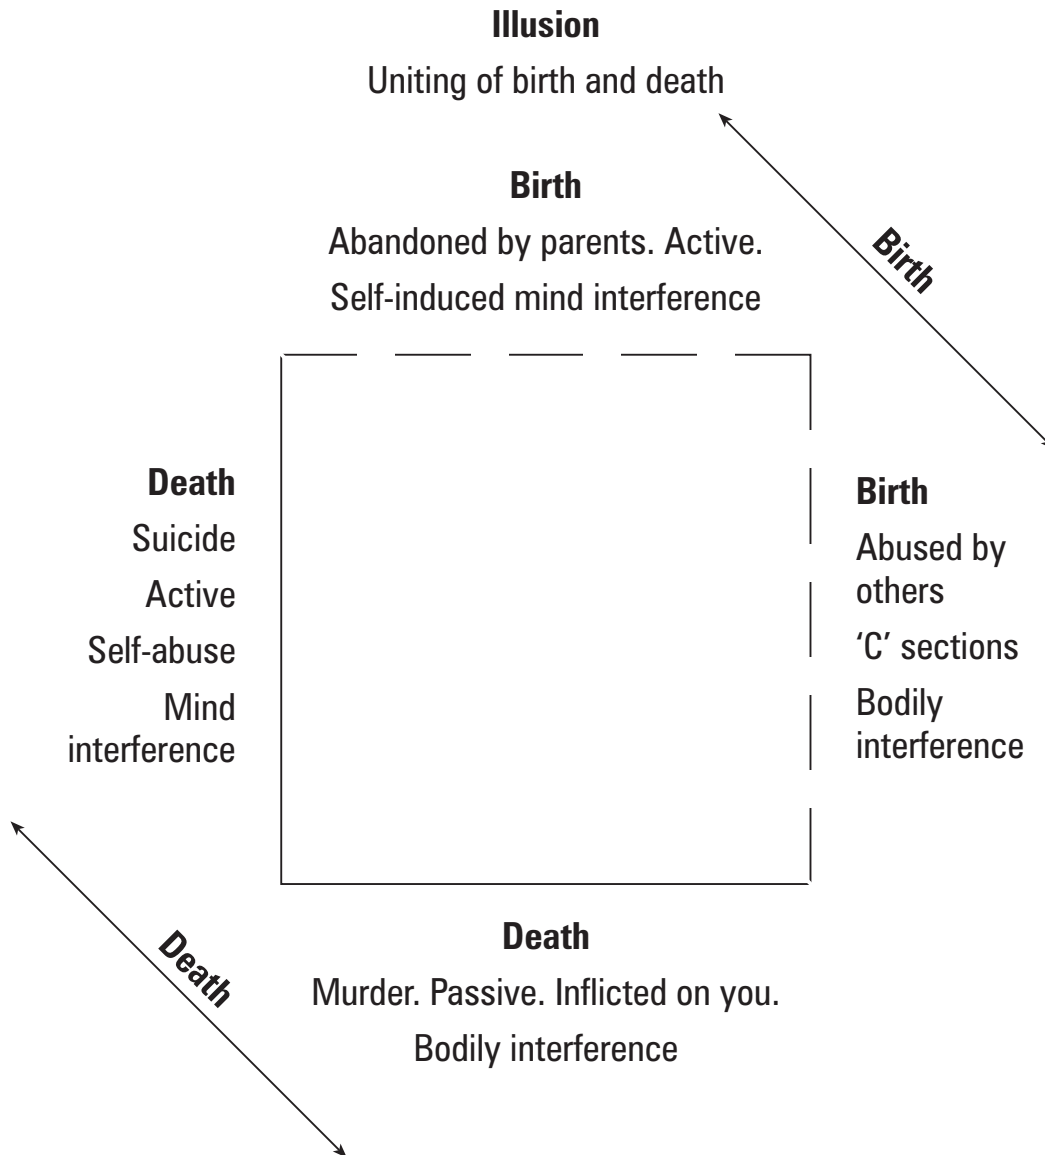 Illusion
Uniting of birth and death
Birth
Abandoned by parents. Active.
Self-induced mind interference
Birth
Death
Suicide
Active
Self-abuse
Mind
interference
Birth
Abused by
others
‘C’ sections
Bodily
interference
Death
Death
Murder. Passive. Inflicted on you.
Bodily interference